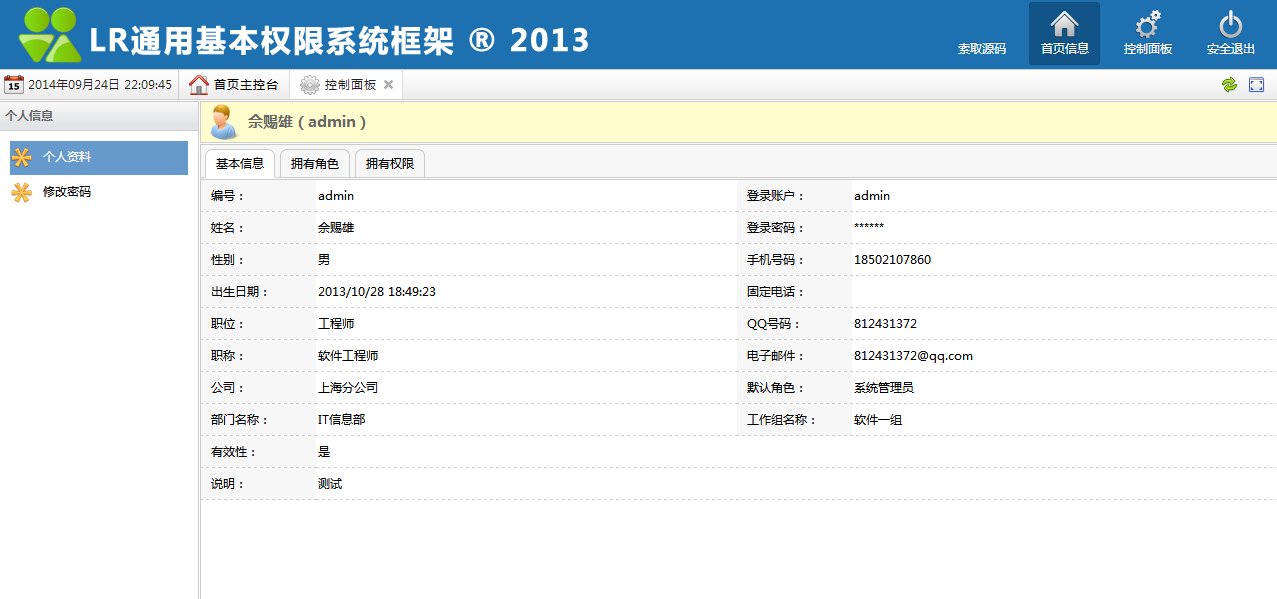 LR通用基本权限系统框架 ® 2013
索取源码 首页信息 控制面板 安全退出
15 2014年09月24日 22:09:45 首页主控台 控制面板
个人信息
个人资料
修改密码
佘赐雄 ( admin )
基本信息 拥有角色 拥有权限
编号： admin 登录账户： admin
姓名： 佘赐雄 登录密码： ******
性别： 男 手机号码： 18502107860
出生日期： 2013/10/28 18:49:23 固定电话：
职位： 工程师 QQ号码： 812431372
职称： 软件工程师 电子邮件： 812431372@qq.com
公司： 上海分公司 默认角色： 系统管理员
部门名称： IT信息部 工作组名称： 软件一组
有效性： 是
说明： 测试